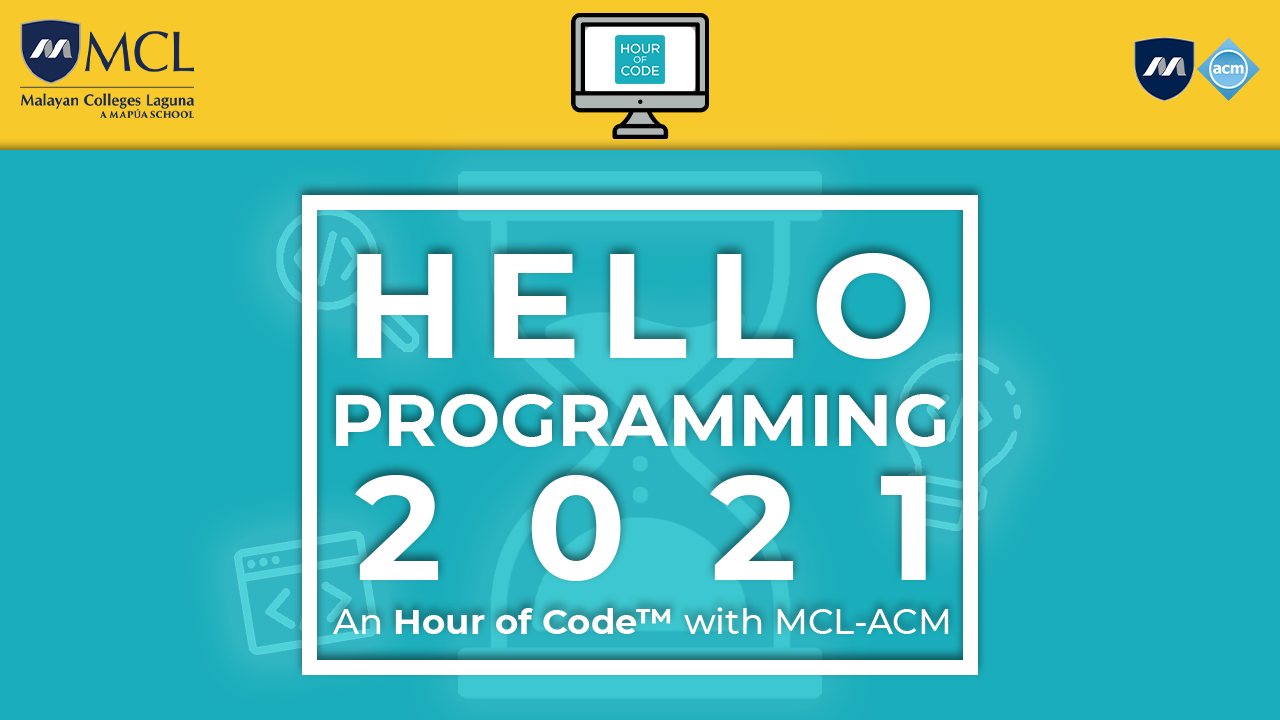 MCL
Malayan Colleges Laguna
A MAPÚA SCHOOL
HOUR
OF
CODE
acm
HELLO
PROGRAMMING
2021
An Hour of Code™ with MCL-ACM